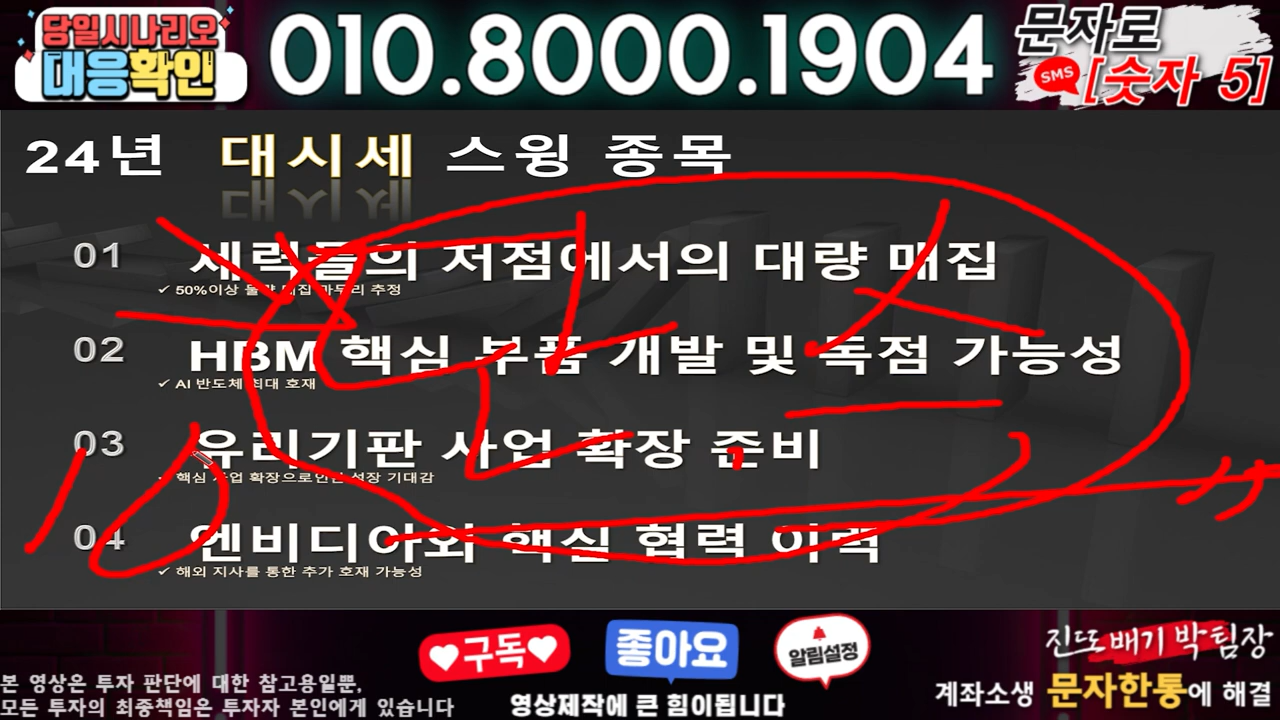 당일시나리오
대응확인
010.8000.1904
문자로
SMS [숫자 5]
24년 대시세 스윙 종목
01 세력들의 저점에서의 대량 매집
✓ 50%이상 물량 매집 마무리 추정
02 HBM 핵심 부품 개발 및 독점 가능성
✓ AI 반도체 최대 호재
03 유리기판 사업 확장 준비
✓ 핵심 사업 확장으로인한 성장 기대감
04 엔비디아와 핵심 협력 이력
✓ 해외 지사를 통한 추가 호재 가능성
구독
좋아요
알림설정
영상제작에 큰 힘이됩니다
본 영상은 투자 판단에 대한 참고용일뿐,
모든 투자의 최종책임은 투자자 본인에게 있습니다
진또배기 박팀장
계좌소생 문자한통에 해결